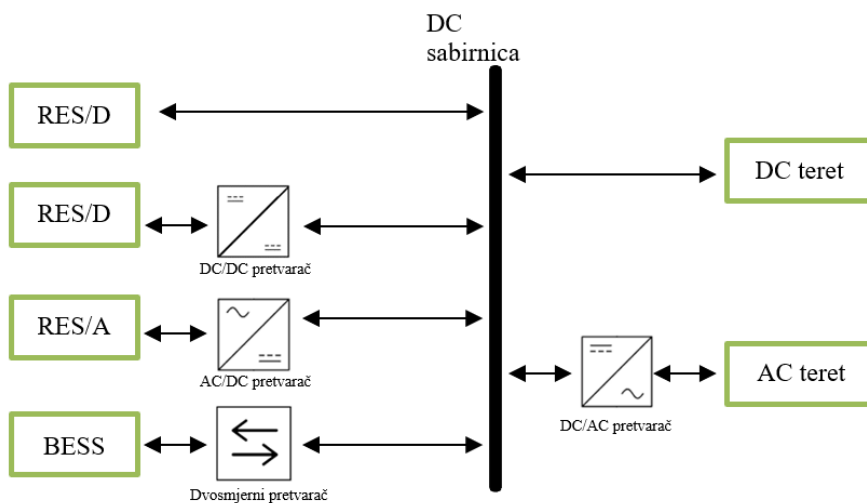 DC
sabirnica
RES/D
RES/D
DC/DC pretvarač
RES/A
AC/DC pretvarač
BESS
Dvosmjerni pretvarač
DC teret
AC teret
DC/AC pretvarač